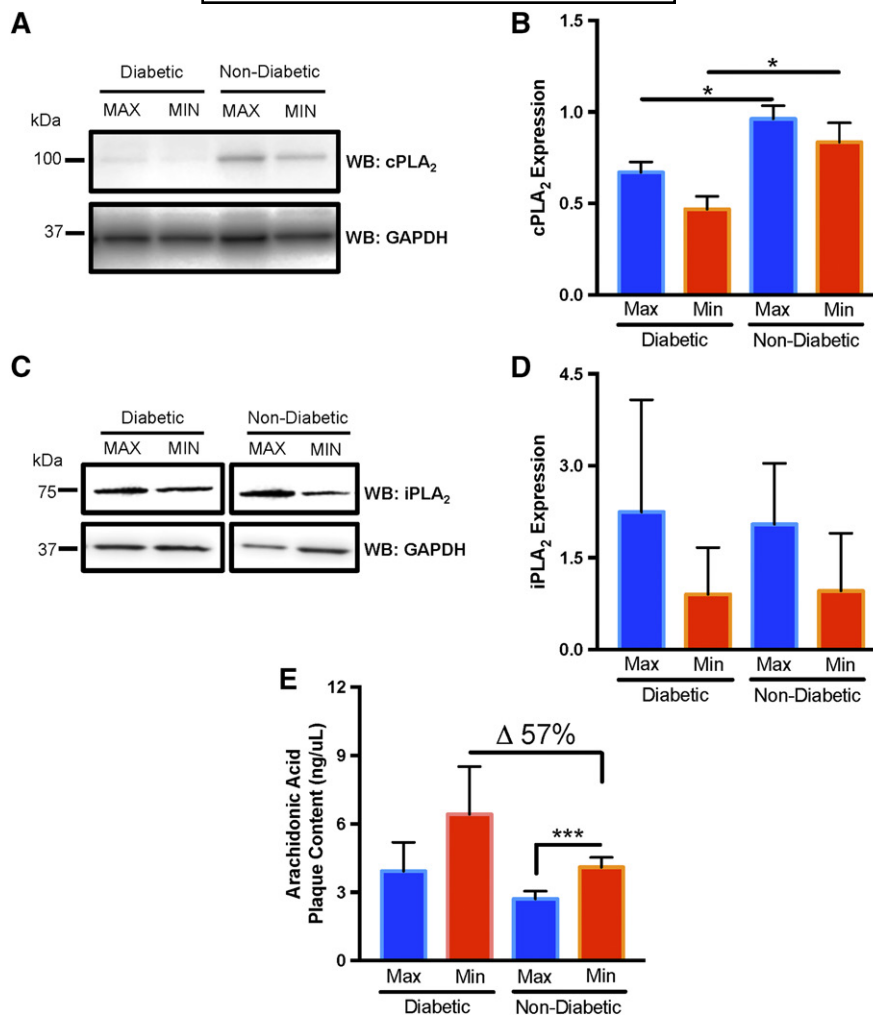 A
Diabetic Non-Diabetic
MAX MIN MAX MIN
kDa
100
WB: cPLA₂
37
WB: GAPDH
B
cPLA₂ Expression
1.5
1.0
0.5
0.0
*
*
Max Min Max Min
Diabetic Non-Diabetic
C
Diabetic Non-Diabetic
MAX MIN MAX MIN
kDa
75
WB: iPLA₂
37
WB: GAPDH
D
iPLA₂ Expression
4.5
3.0
1.5
0.0
Max Min Max Min
Diabetic Non-Diabetic
E
Arachidonic Acid
Plaque Content (ng/uL)
12
9
6
3
0
Δ 57%
***
Max Min Max Min
Diabetic Non-Diabetic